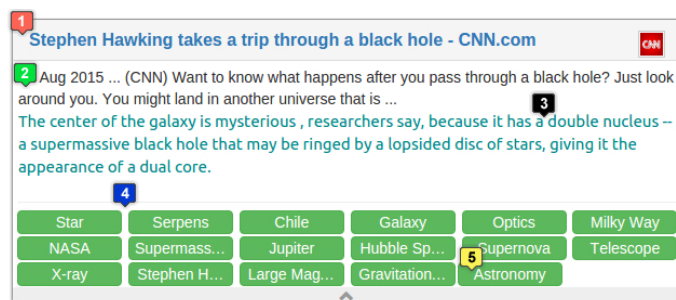 1
Stephen Hawking takes a trip through a black hole - CNN.com
CNN
2
Aug 2015 ... (CNN) Want to know what happens after you pass through a black hole? Just look
around you. You might land in another universe that is ...
3
The center of the galaxy is mysterious , researchers say, because it has a double nucleus --
a supermassive black hole that may be ringed by a lopsided disc of stars, giving it the
appearance of a dual core.
4
Star Serpens Chile Galaxy Optics Milky Way
NASA Supermass... Jupiter Hubble Sp... Supernova Telescope
5
X-ray Stephen H... Large Mag... Gravitation... Astronomy